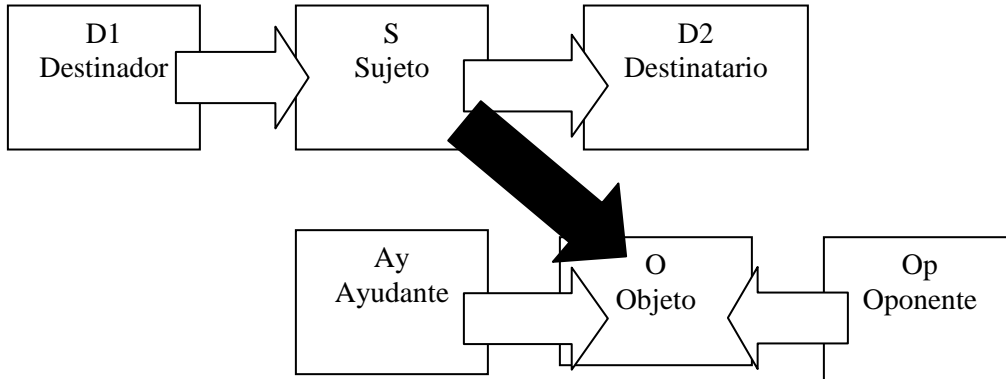 D1
Destinador
S
Sujeto
D2
Destinatario
Ay
Ayudante
O
Objeto
Op
Oponente